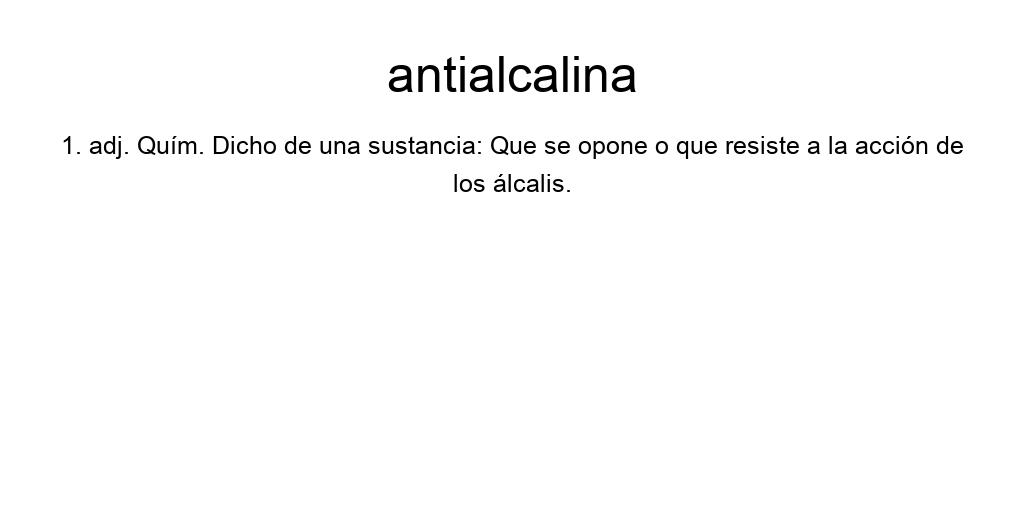 antialcalina
1. adj. Quím. Dicho de una sustancia: Que se opone o que resiste a la acción de
los álcalis.